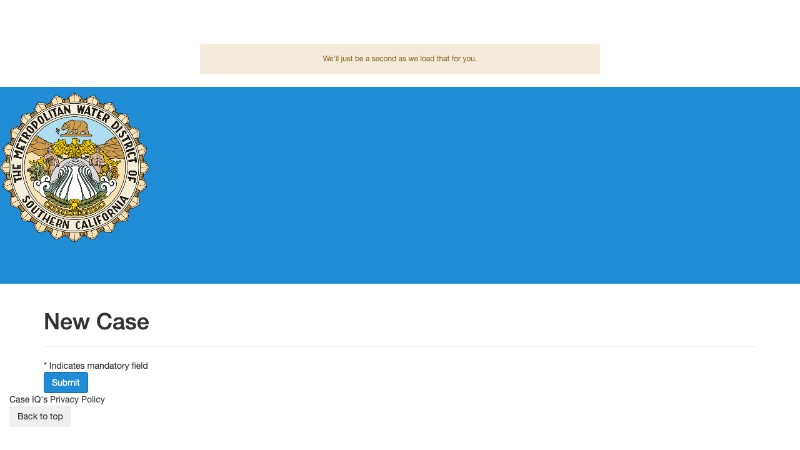 We'll just be a second as we load that for you.
THE METROPOLITAN WATER DISTRICT OF
SOUTHERN CALIFORNIA
New Case
* Indicates mandatory field
Submit
Case IQ's Privacy Policy
Back to top